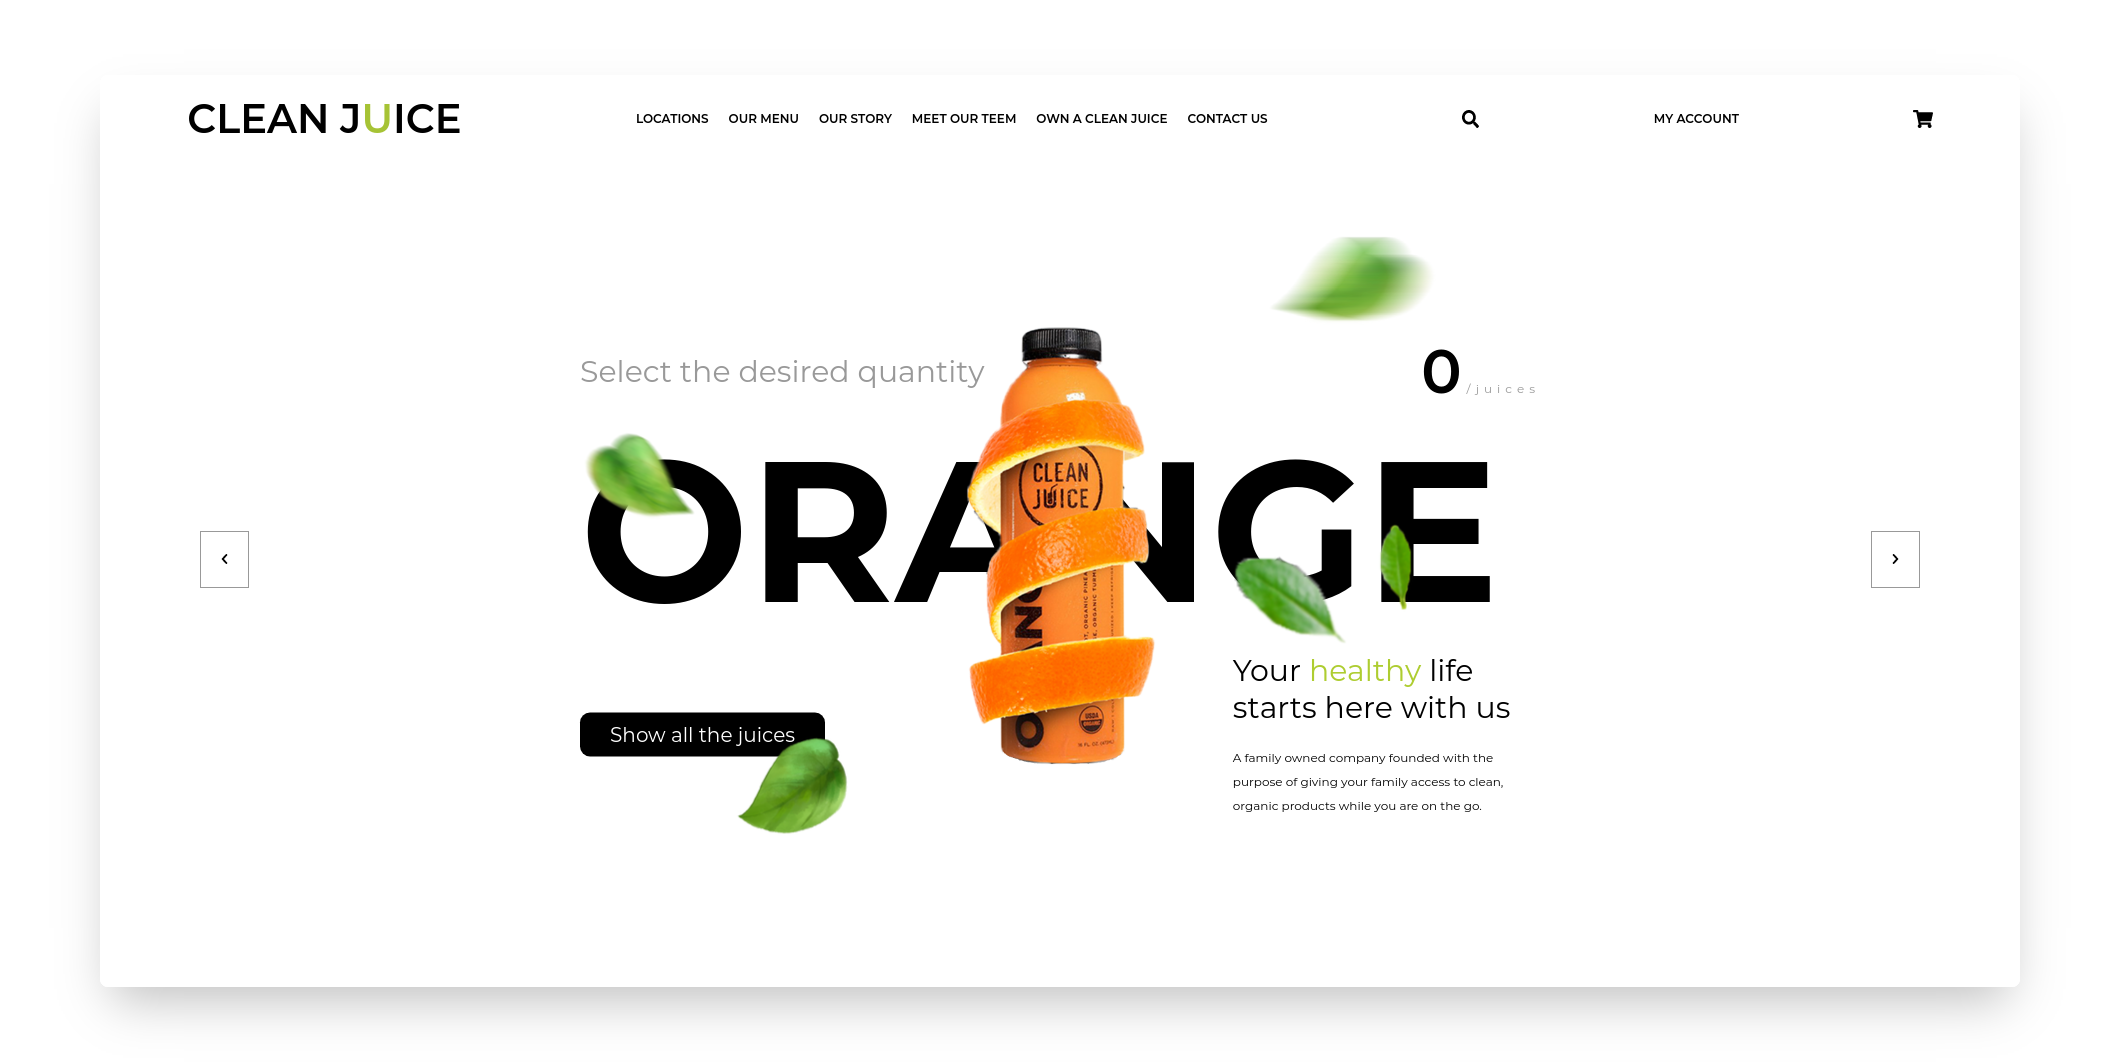 CLEAN JUICE
LOCATIONS OUR MENU OUR STORY MEET OUR TEEM OWN A CLEAN JUICE CONTACT US
MY ACCOUNT
Select the desired quantity
0 /juices
ORANGE
CLEAN
JUICE
USDA
ORGANIC
Show all the juices
Your healthy life
starts here with us
A family owned company founded with the
purpose of giving your family access to clean,
organic products while you are on the go.